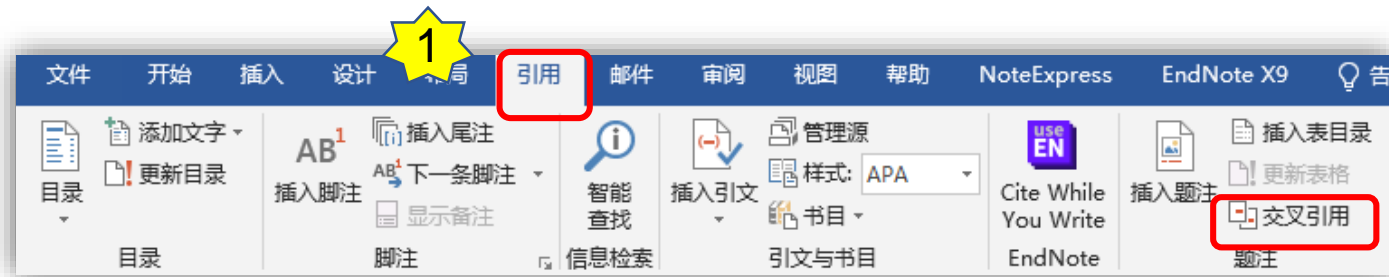 1
文件 开始 插入 设计 引用 邮件 审阅 视图 帮助 NoteExpress EndNote X9 告
目录
添加文字
更新目录
目录
AB1
插入脚注
[i] 插入尾注
AB1 下一条脚注
显示备注
脚注
智能
查找
信息检索
插入引文
管理源
样式: APA
书目
引文与书目
use
EN
Cite While
You Write
EndNote
插入题注
插入表目录
更新表格
交叉引用
题注